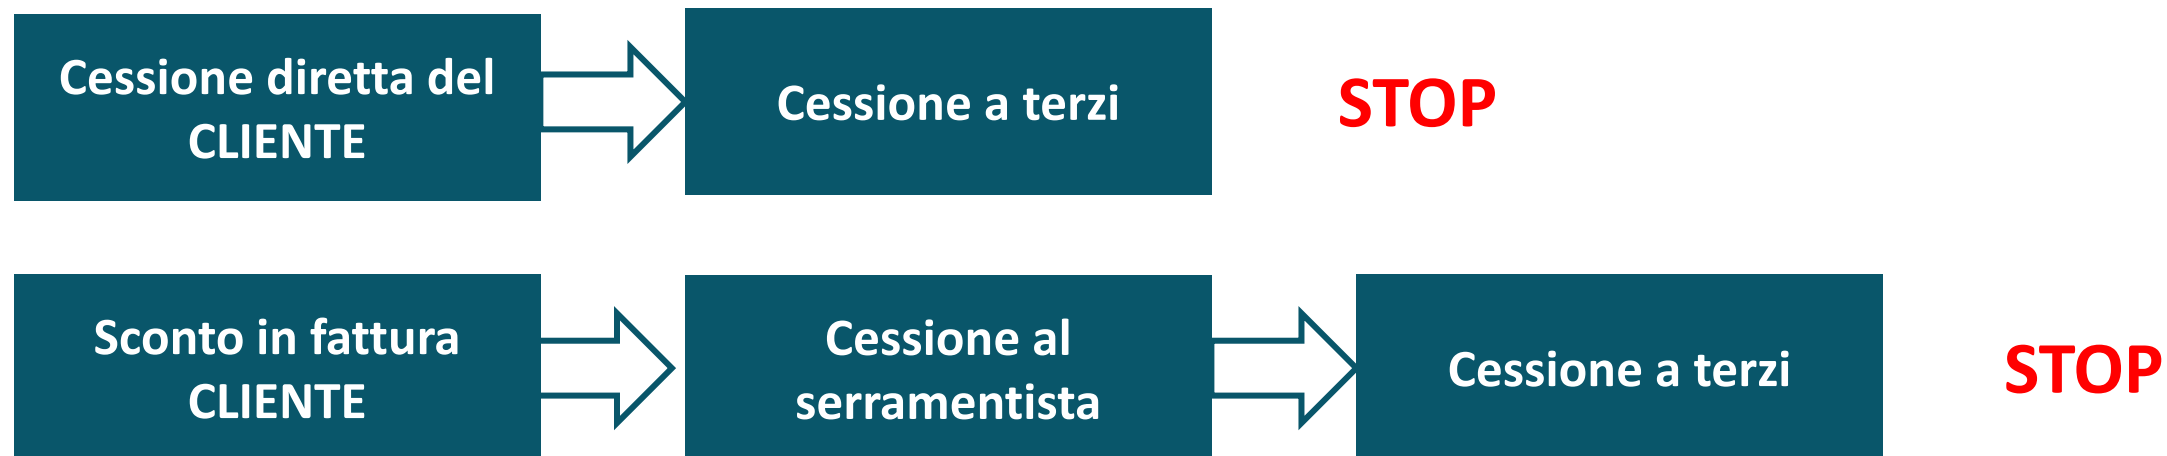 Cessione diretta del
CLIENTE
Cessione a terzi
STOP
Sconto in fattura
CLIENTE
Cessione al
serramentista
Cessione a terzi
STOP